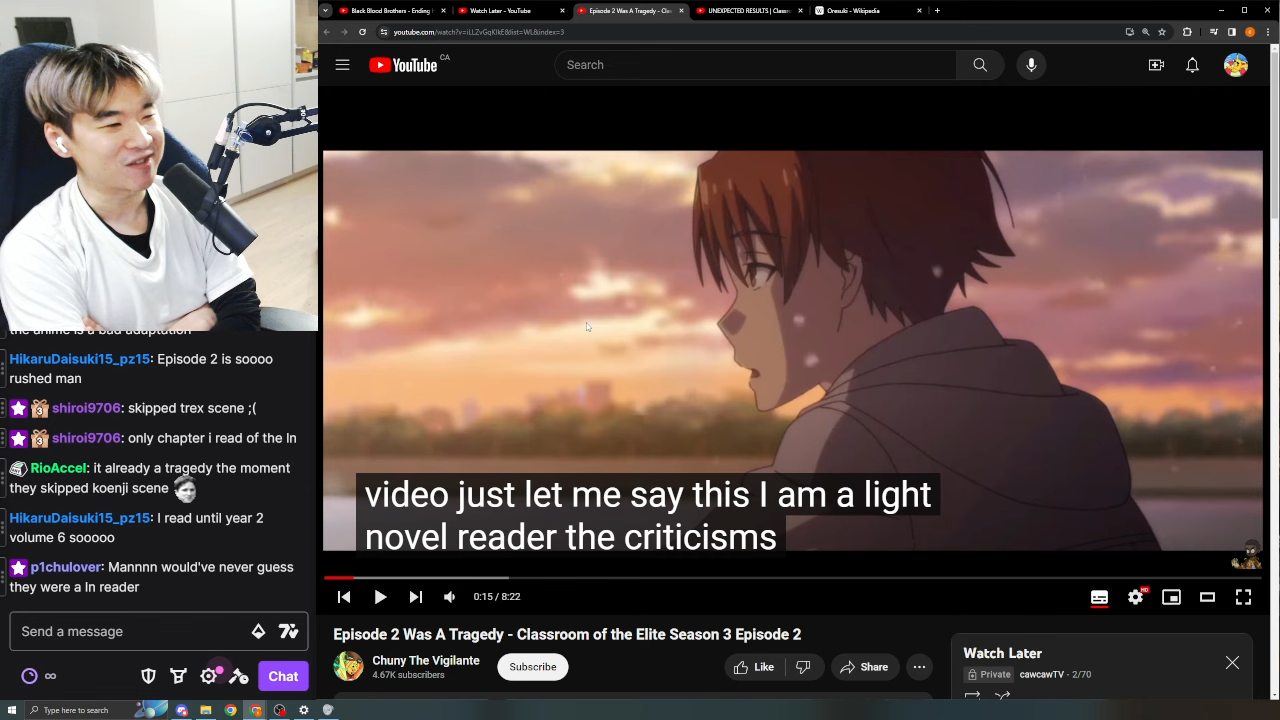 Black Blood Brothers - Ending
Watch Later - YouTube
Episode 2 Was A Tragedy - Clas
UNEXPECTED RESULTS | Classr
Oresuki - Wikipedia
youtube.com/watch?v=iLLZvGqKIkE&list=WL&index=3
YouTube CA
Search
the anime is a bad adaptation
HikaruDaisuki15_pz15: Episode 2 is soooo
rushed man
shiroi9706: skipped trex scene ;(
shiroi9706: only chapter i read of the ln
RioAccel: it already a tragedy the moment
they skipped koenji scene
HikaruDaisuki15_pz15: I read until year 2
volume 6 sooooo
p1chulover: Mannnn would've never guess
they were a ln reader
Send a message
Chat
video just let me say this I am a light
novel reader the criticisms
0:15 / 8:22
HD
Episode 2 Was A Tragedy - Classroom of the Elite Season 3 Episode 2
Chuny The Vigilante
4.67K subscribers
Subscribe
Like
Share
Watch Later
Private cawcawTV - 2/70
Type here to search